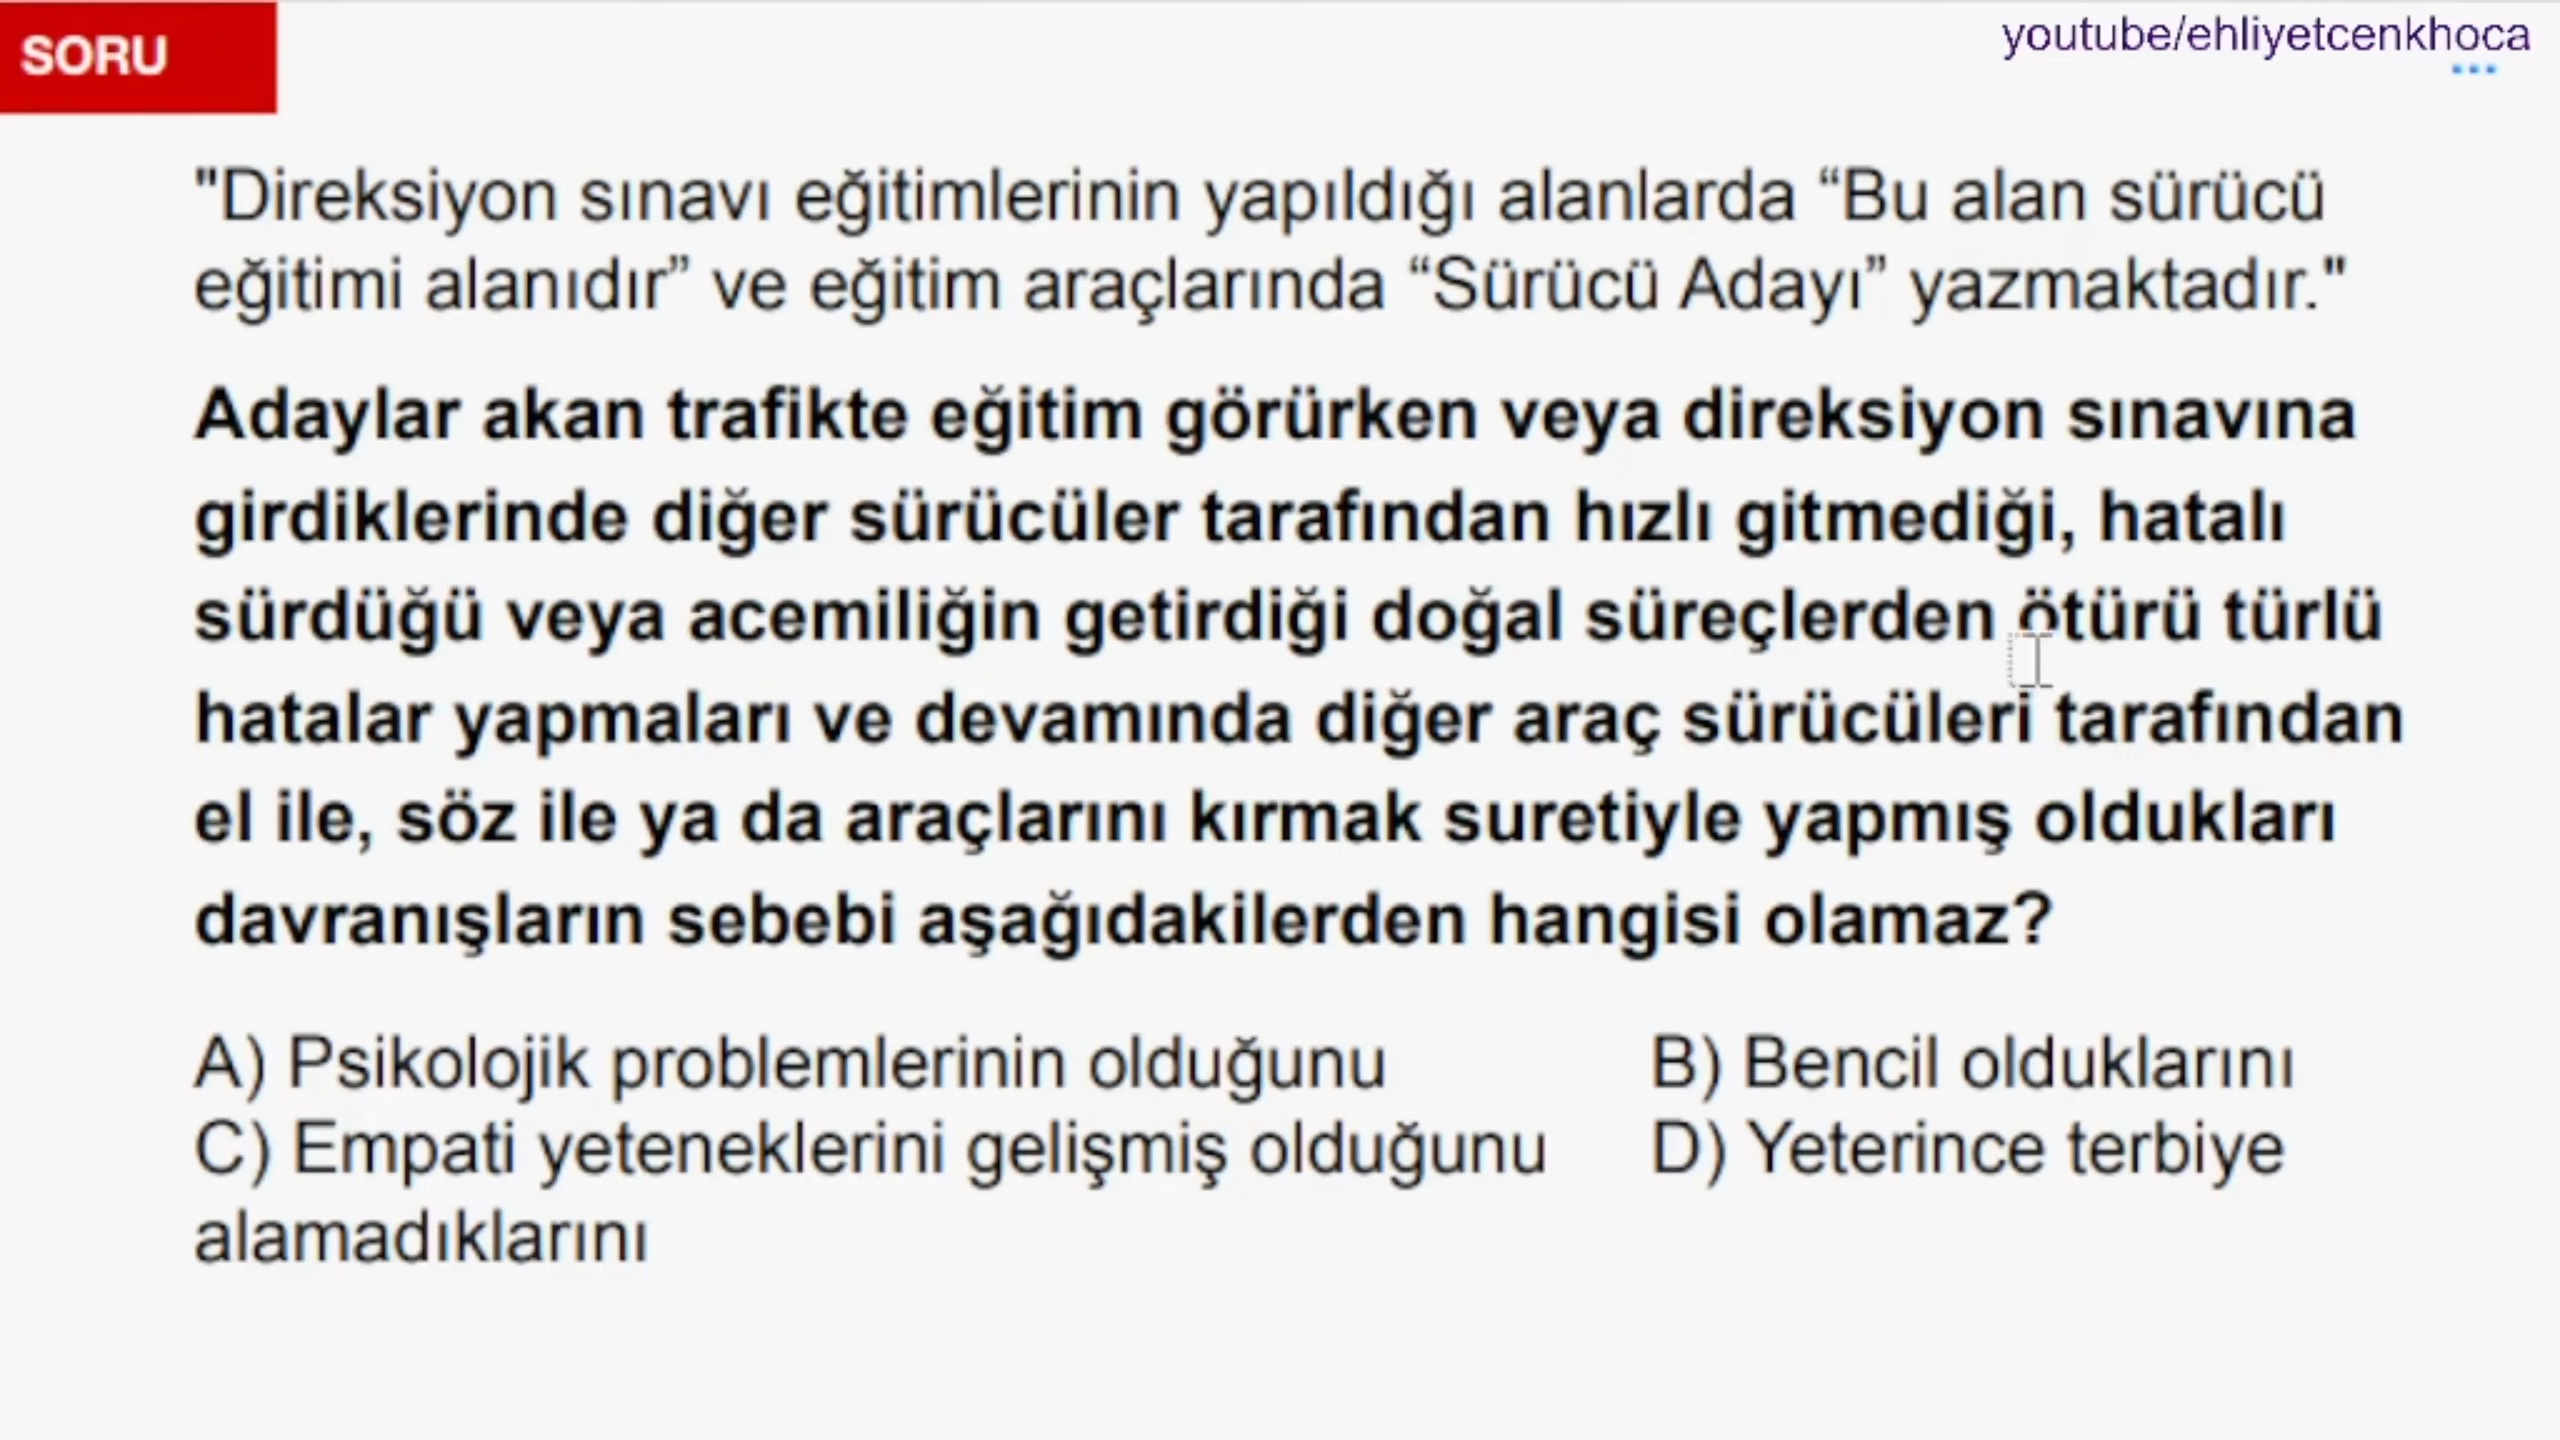 SORU
youtube/ehliyetcenkhoca
"Direksiyon sınavı eğitimlerinin yapıldığı alanlarda “Bu alan sürücü
eğitimi alanıdır” ve eğitim araçlarında “Sürücü Adayı” yazmaktadır."
Adaylar akan trafikte eğitim görürken veya direksiyon sınavına
girdiklerinde diğer sürücüler tarafından hızlı gitmediği, hatalı
sürdüğü veya acemiliğin getirdiği doğal süreçlerden ötürü türlü
hatalar yapmaları ve devamında diğer araç sürücüleri tarafından
el ile, söz ile ya da araçlarını kırmak suretiyle yapmış oldukları
davranışların sebebi aşağıdakilerden hangisi olamaz?
A) Psikolojik problemlerinin olduğunu B) Bencil olduklarını
C) Empati yeteneklerini gelişmiş olduğunu D) Yeterince terbiye
alamadıklarını